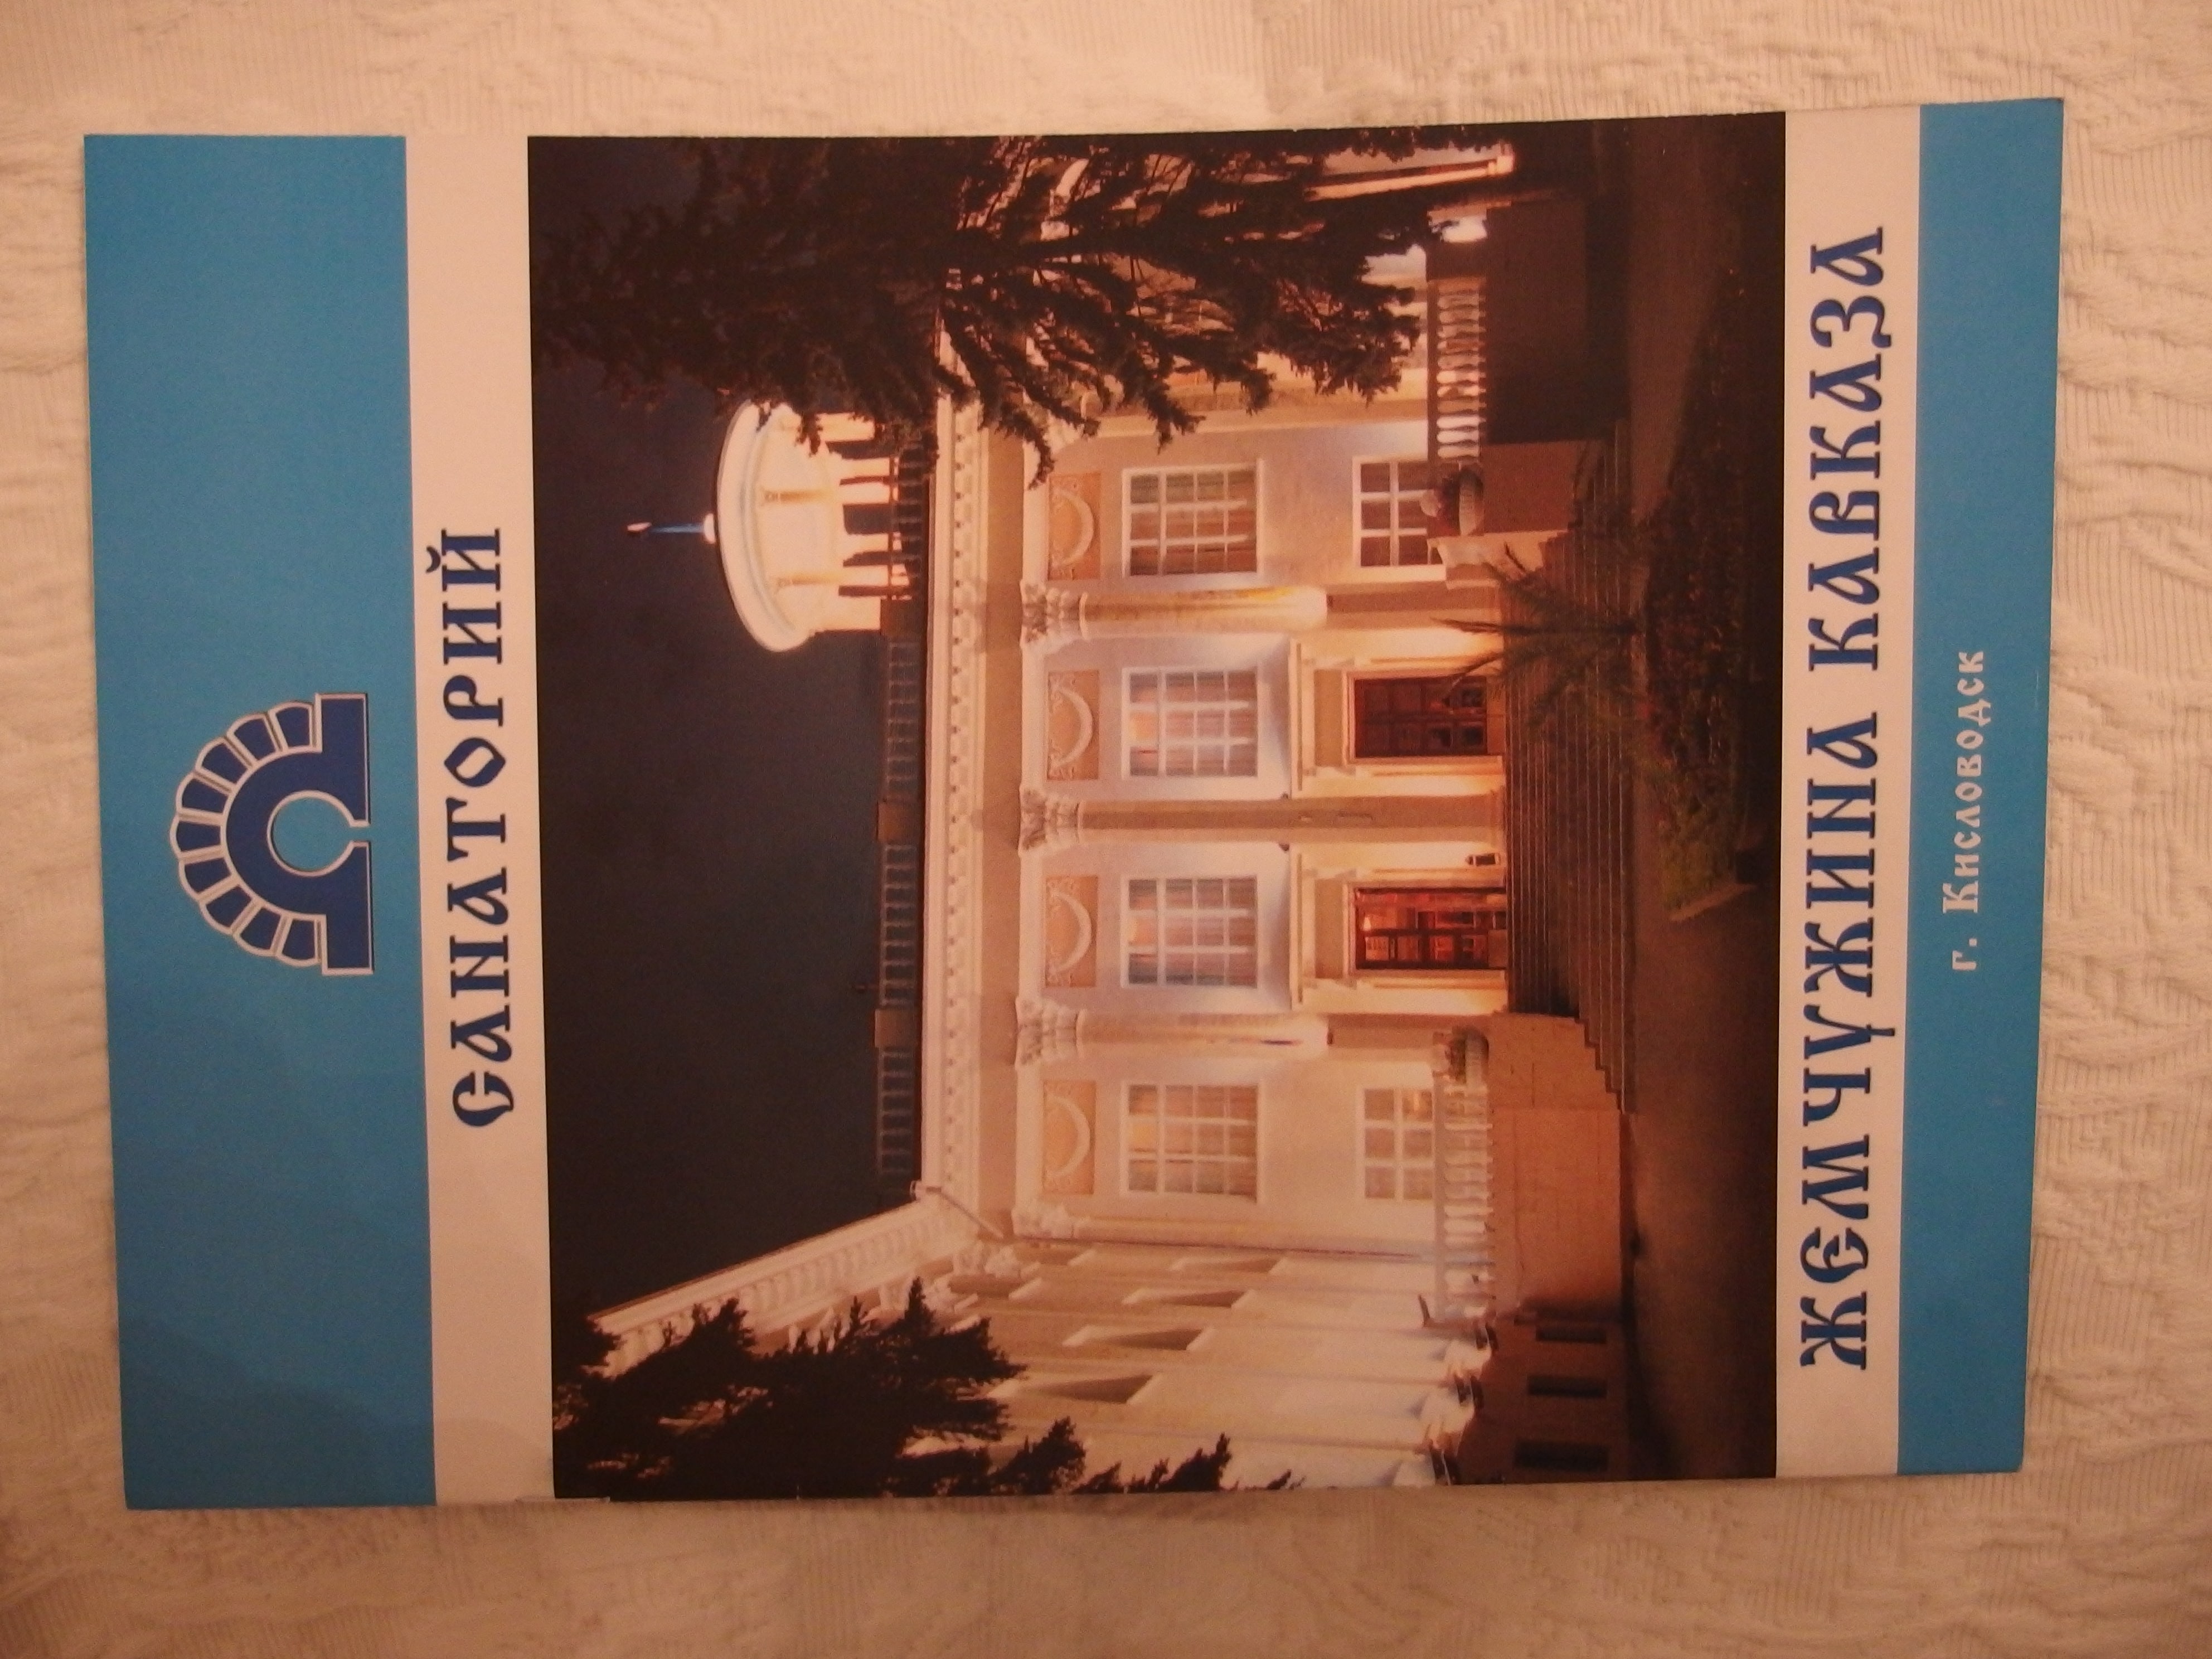 САНАТОРИЙ
ЖЕМЧУЖИНА КАВКАЗА
г. Кисловодск